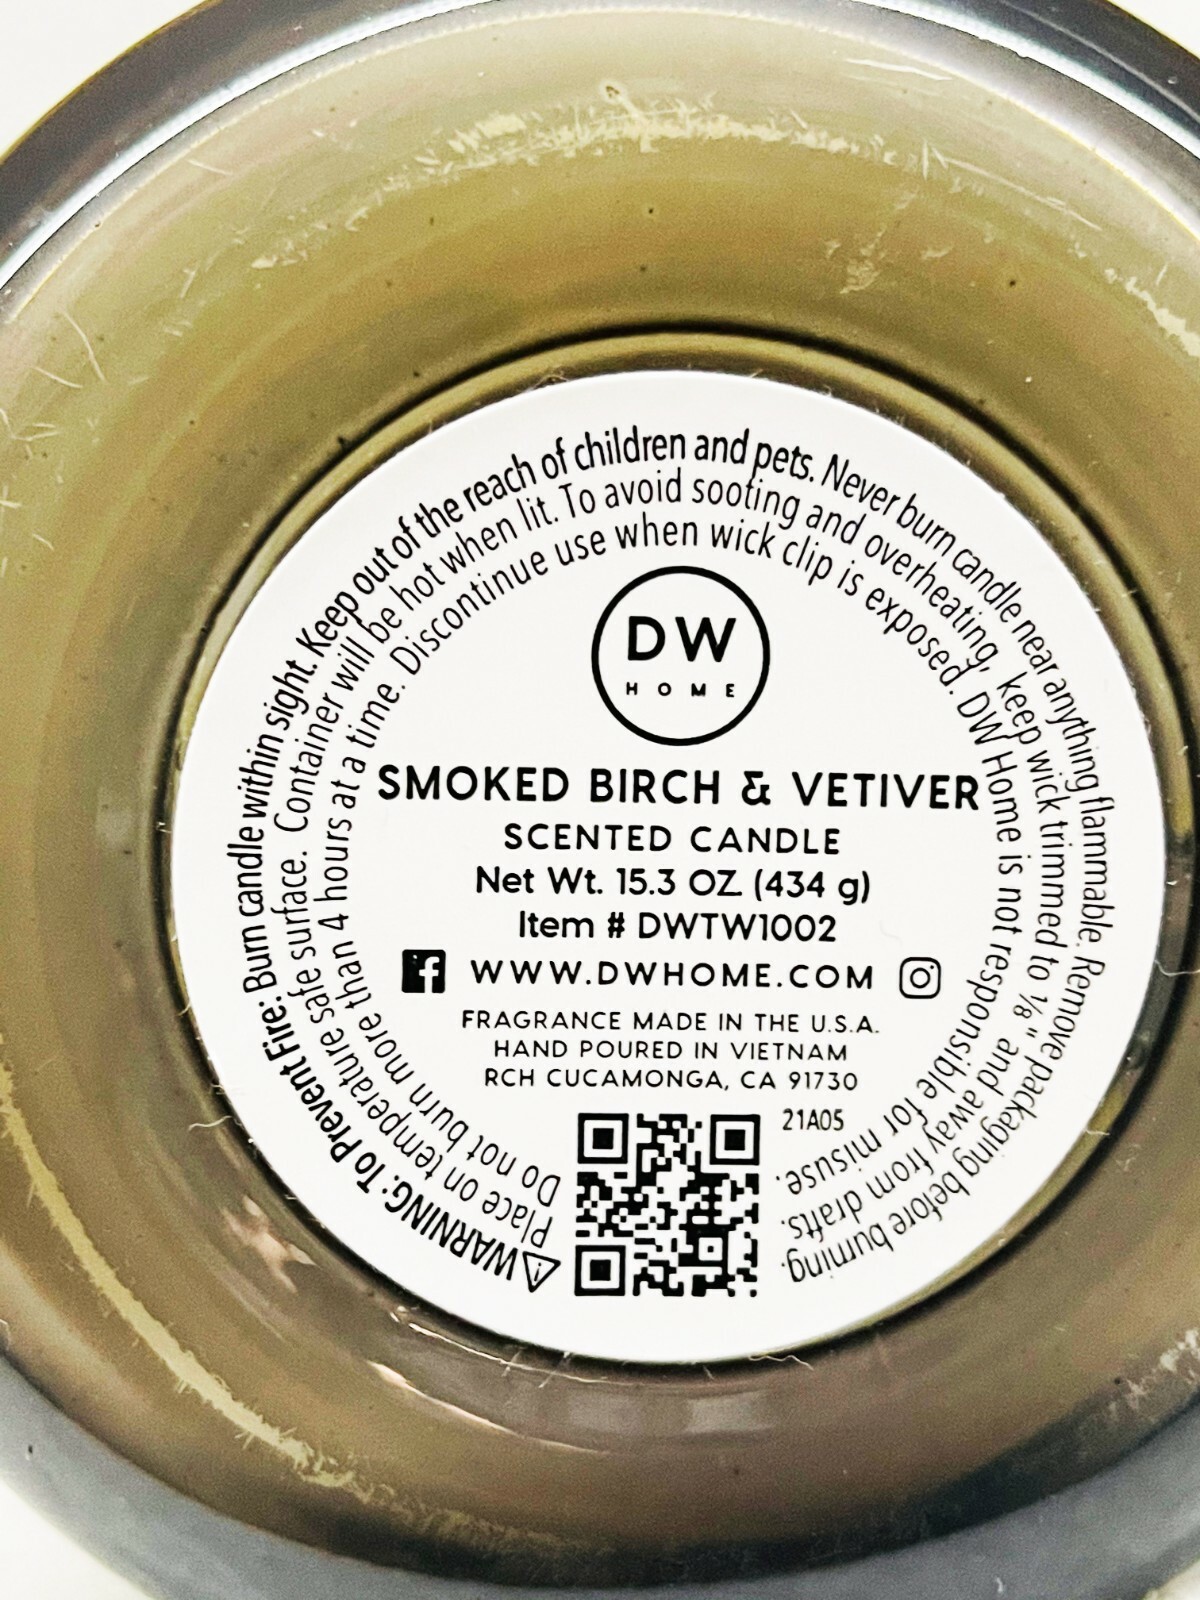 ⚠WARNING: To Prevent Fire: Burn candle within sight. Keep out of the reach of children and pets. Never burn candle near anything flammable. Remove packaging before burning.
Place on temperature safe surface. Container will be hot when lit. To avoid sooting and overheating, keep wick trimmed to ⅛" and away from drafts.
Do not burn more than 4 hours at a time. Discontinue use when wick clip is exposed. DW Home is not responsible for misuse.
DW
HOME
SMOKED BIRCH & VETIVER
SCENTED CANDLE
Net Wt. 15.3 OZ (434 g)
Item # DWTW1002
WWW.DWHOME.COM
FRAGRANCE MADE IN THE U.S.A.
HAND POURED IN VIETNAM
RCH CUCAMONGA, CA 91730
21A05